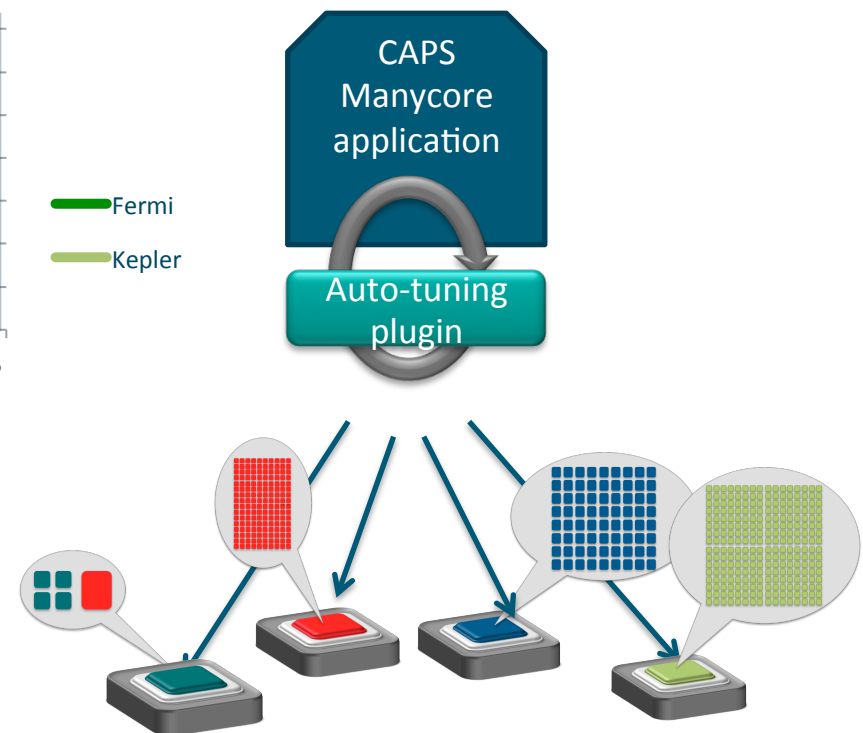 CAPS
Manycore
application
Fermi
Kepler
Auto-tuning
plugin